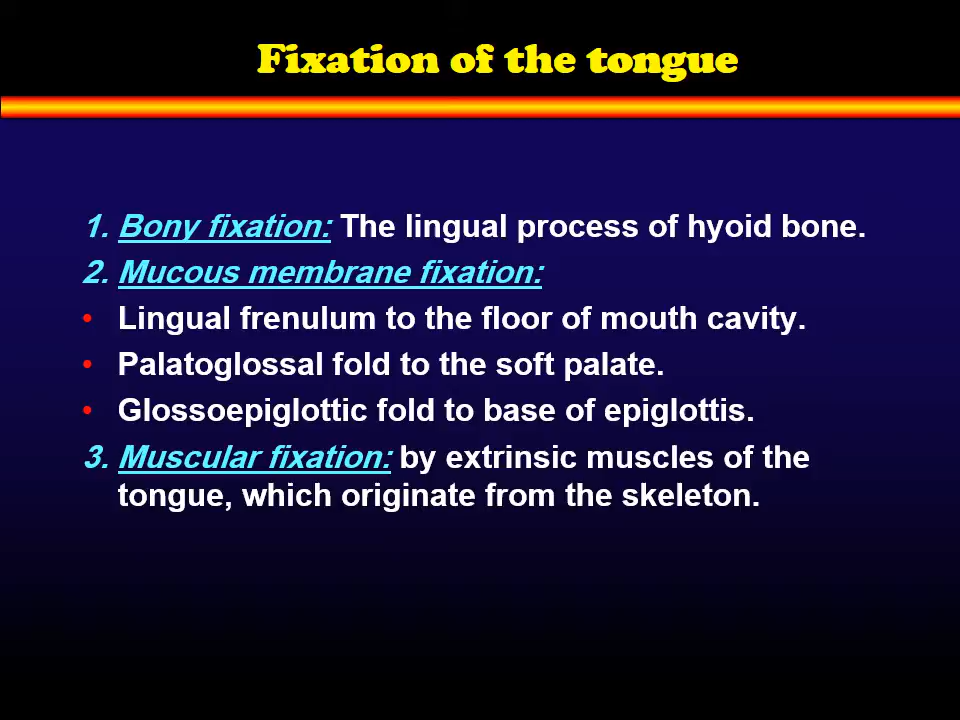 Fixation of the tongue
1. Bony fixation: The lingual process of hyoid bone.
2. Mucous membrane fixation:
• Lingual frenulum to the floor of mouth cavity.
• Palatoglossal fold to the soft palate.
• Glossoepiglottic fold to base of epiglottis.
3. Muscular fixation: by extrinsic muscles of the
tongue, which originate from the skeleton.